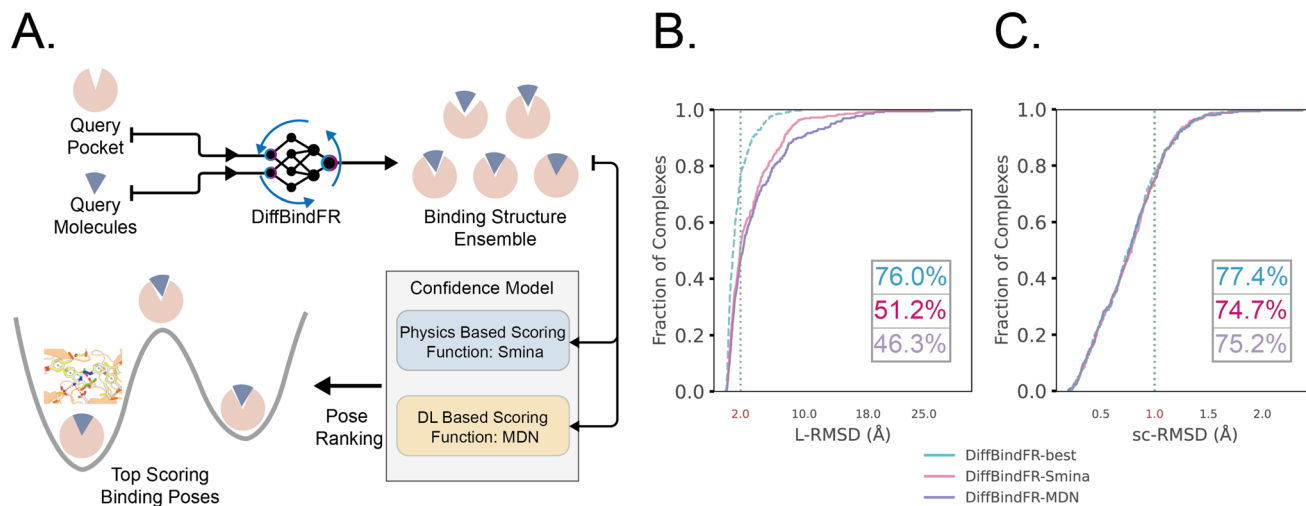 A.
Query
Pocket
Query
Molecules
DiffBindFR
Binding Structure
Ensemble
Confidence Model
Physics Based Scoring
Function: Smina
DL Based Scoring
Function: MDN
Pose
Ranking
Top Scoring
Binding Poses
B.
Fraction of Complexes
1.0
0.8
0.6
0.4
0.2
0.0
76.0%
51.2%
46.3%
2.0 10.0 18.0 25.0
L-RMSD (Å)
C.
Fraction of Complexes
1.0
0.8
0.6
0.4
0.2
0.0
77.4%
74.7%
75.2%
0.5 1.0 1.5 2.0
sc-RMSD (Å)
DiffBindFR-best
DiffBindFR-Smina
DiffBindFR-MDN